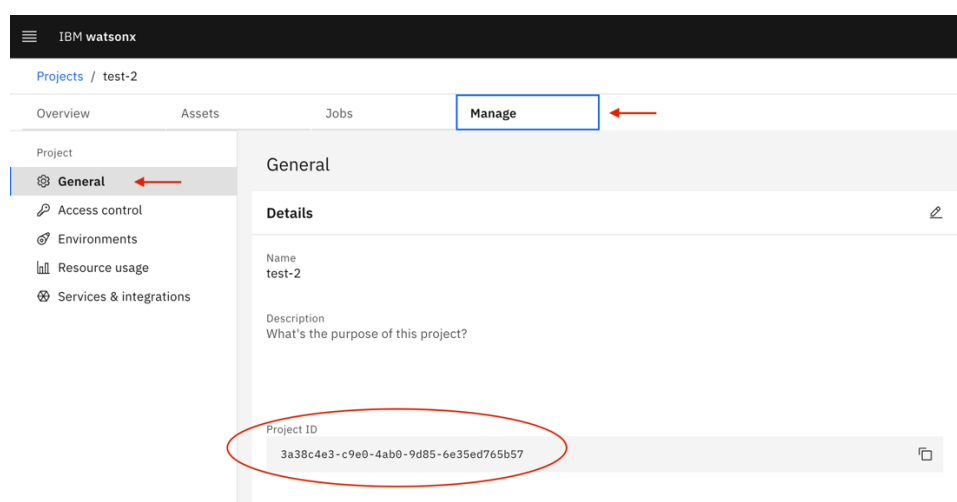 IBM watsonx
Projects / test-2
Overview Assets Jobs Manage
Project
General
Access control
Environments
Resource usage
Services & integrations
General
Details
Name
test-2
Description
What's the purpose of this project?
Project ID
3a38c4e3-c9e0-4ab0-9d85-6e35ed765b57